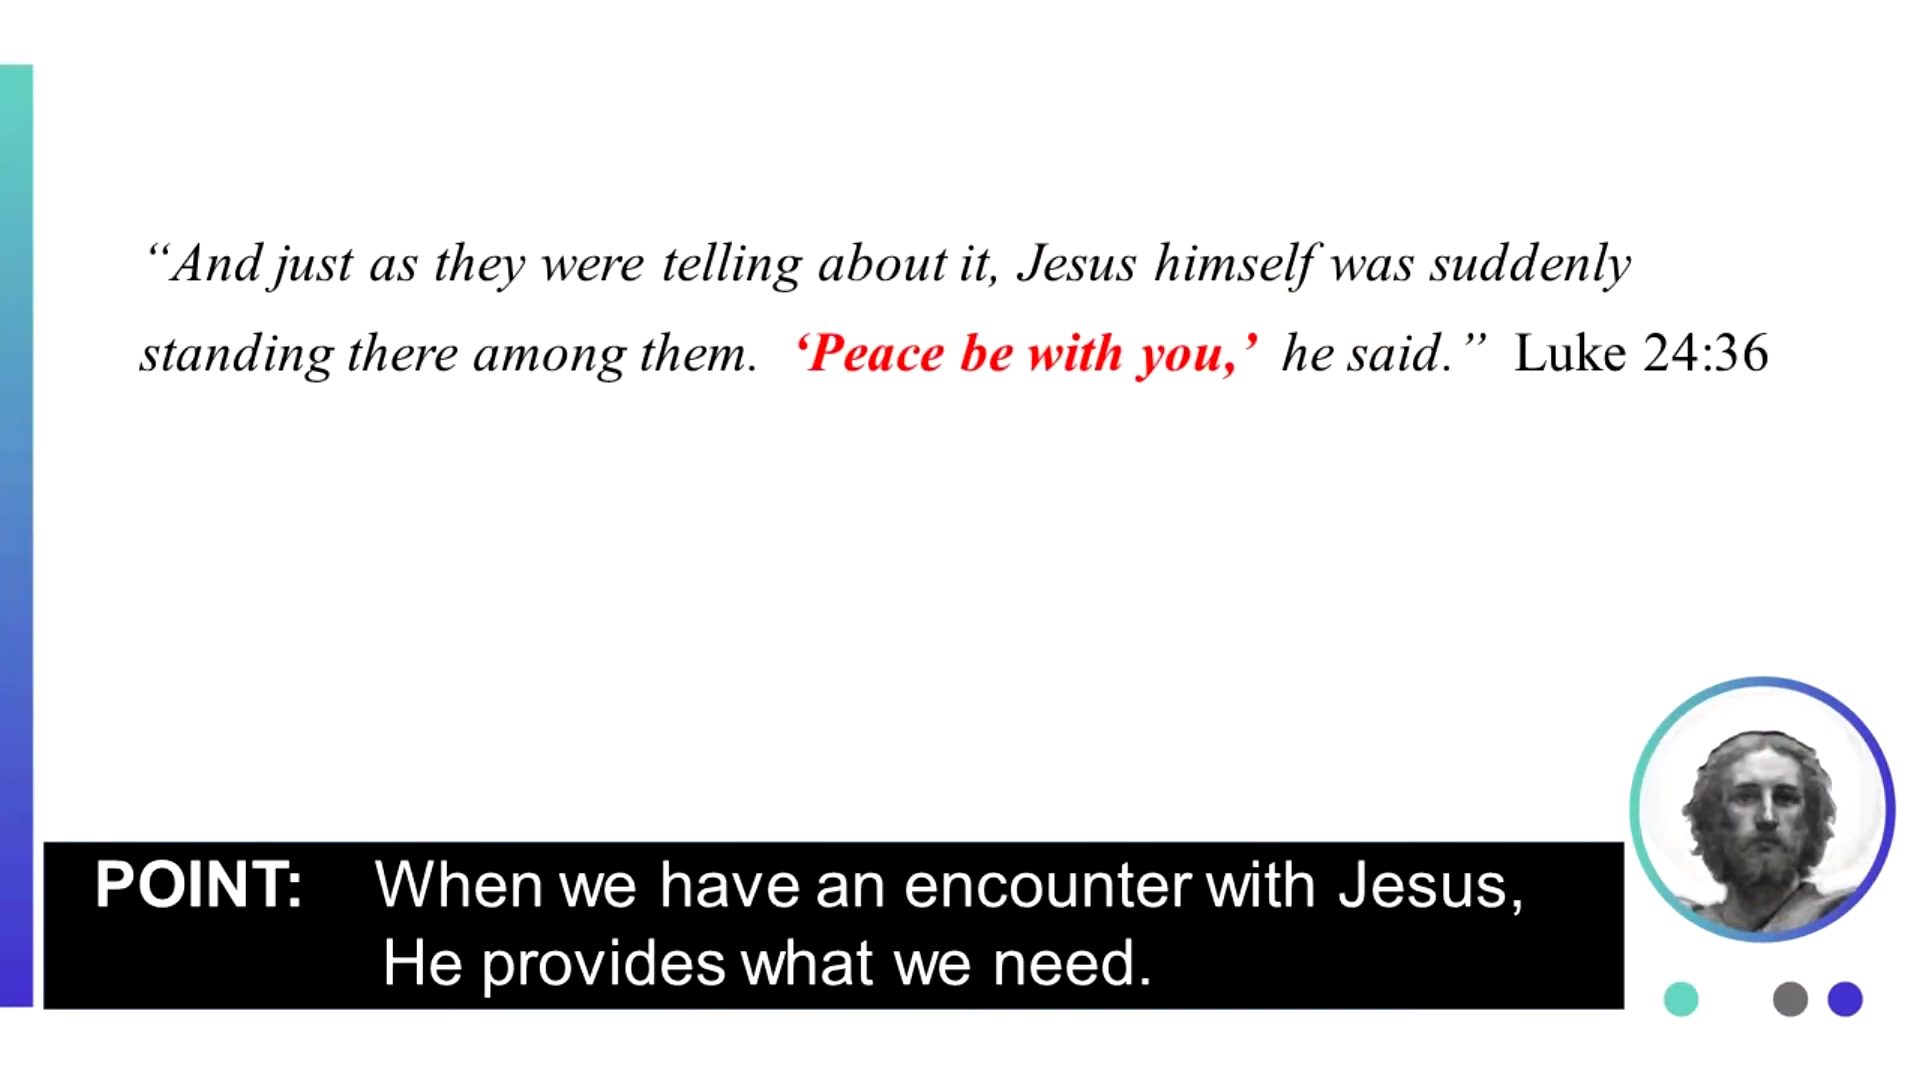 “And just as they were telling about it, Jesus himself was suddenly
standing there among them. ‘Peace be with you,’ he said.” Luke 24:36
POINT: When we have an encounter with Jesus,
He provides what we need.